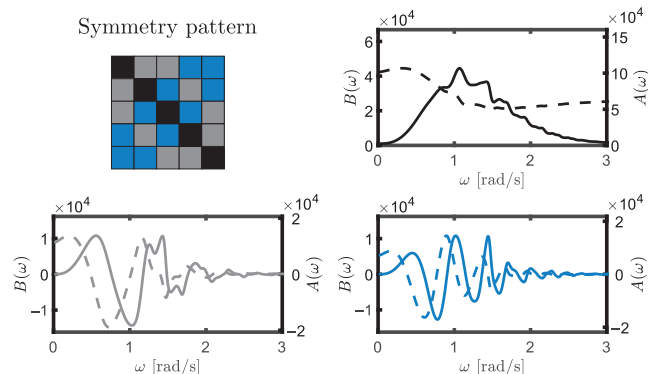 Symmetry pattern
×10⁴ ×10⁴
6 15
4 10
2 5
0 0
0 1 2 3
B(ω) A(ω)
ω [rad/s]
×10⁴ ×10⁴
1 2
0 0
−1 −2
0 1 2 3
B(ω) A(ω)
ω [rad/s]
×10⁴ ×10⁴
1 2
0 0
−1 −2
0 1 2 3
B(ω) A(ω)
ω [rad/s]